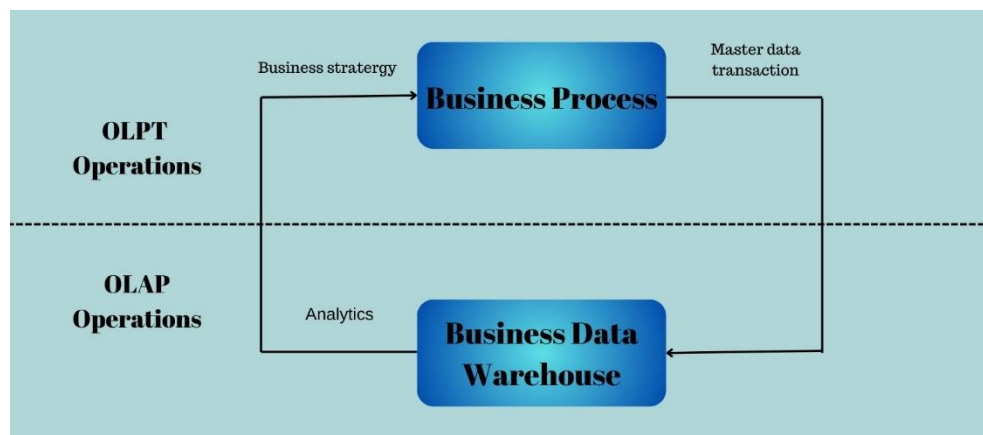 Business stratergy
Business Process
Master data
transaction
OLPT
Operations
OLAP
Operations
Analytics
Business Data
Warehouse